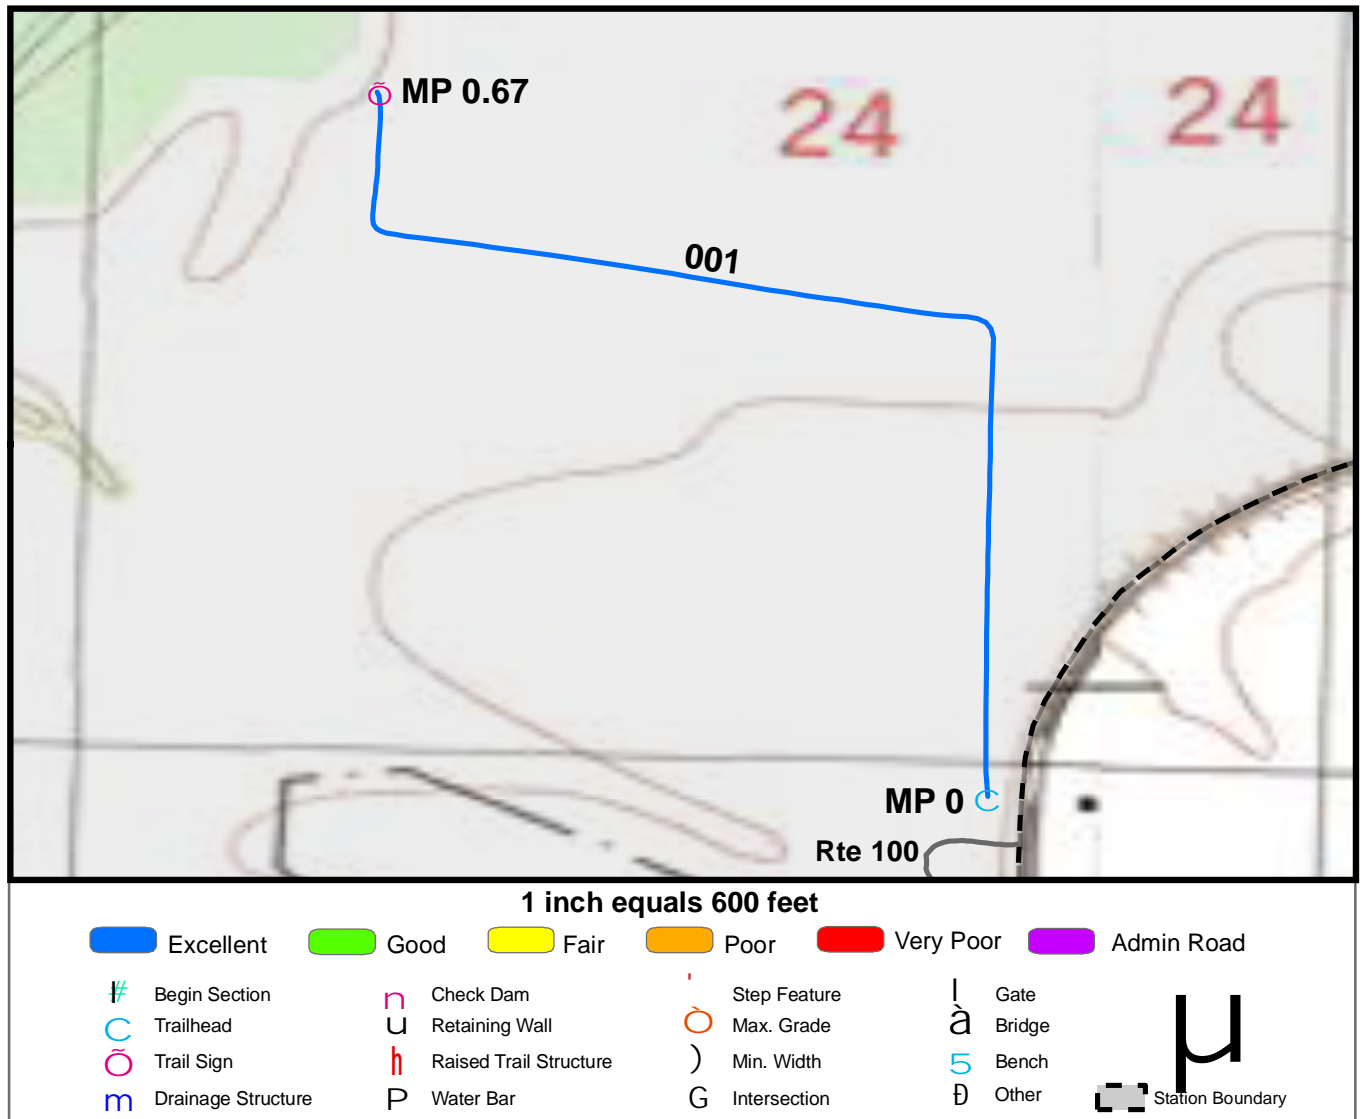 MP 0.67
24 24
001
MP 0 C
Rte 100
1 inch equals 600 feet
Excellent Good Fair Poor Very Poor Admin Road
# Begin Section n Check Dam ' Step Feature l Gate
C Trailhead u Retaining Wall Ò Max. Grade à Bridge
Õ Trail Sign h Raised Trail Structure ) Min. Width 5 Bench
m Drainage Structure P Water Bar G Intersection Ð Other
µ
Station Boundary